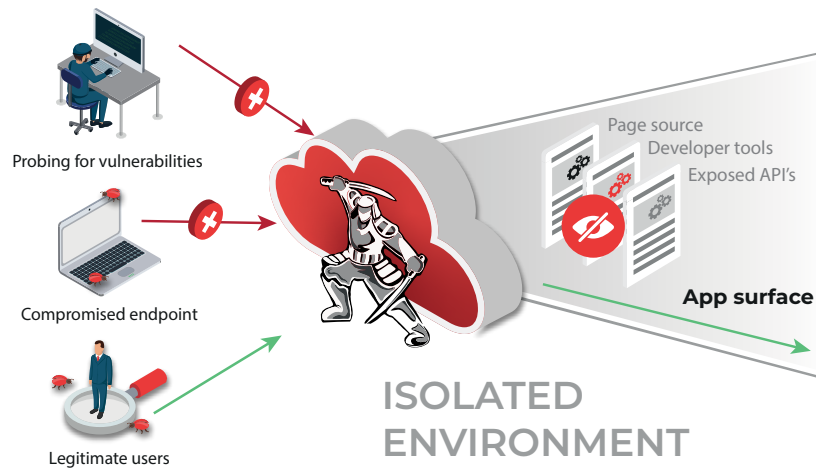 Probing for vulnerabilities
Compromised endpoint
Legitimate users
Page source
Developer tools
Exposed API's
App surface
ISOLATED
ENVIRONMENT